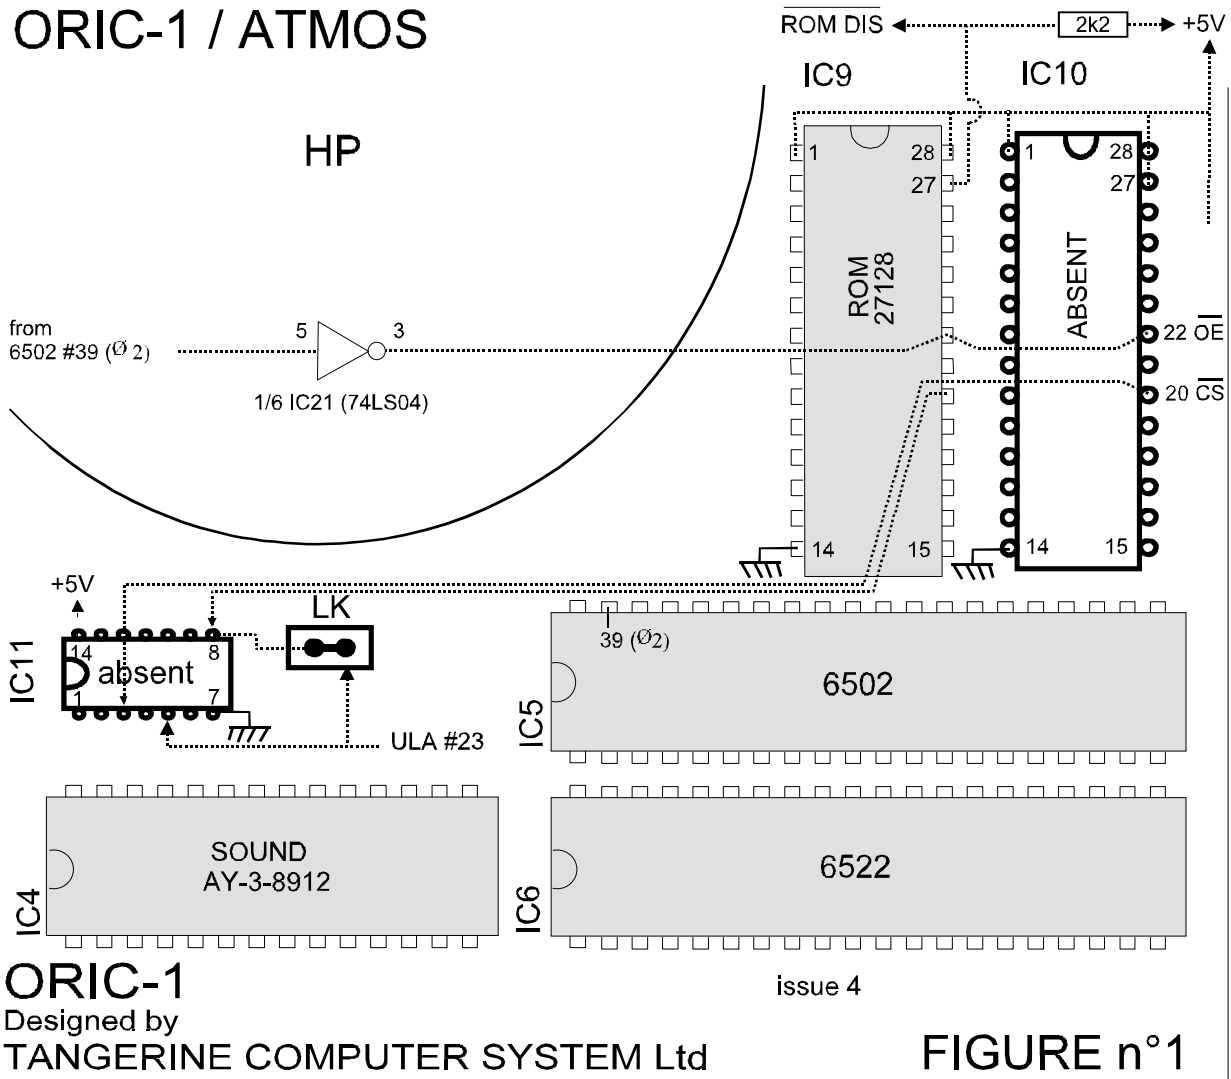 ORIC-1 / ATMOS
ROM DIS
2k2
+5V
IC9
IC10
HP
1
28
27
1
28
27
ROM
27128
ABSENT
from
6502 #39 (Ø 2)
5
3
1/6 IC21 (74LS04)
22 OE
20 CS
14
15
14
15
+5V
LK
IC11
14
8
absent
1
7
ULA #23
39 (Ø2)
6502
IC5
SOUND
AY-3-8912
IC4
6522
IC6
ORIC-1
issue 4
Designed by
TANGERINE COMPUTER SYSTEM Ltd
FIGURE n°1